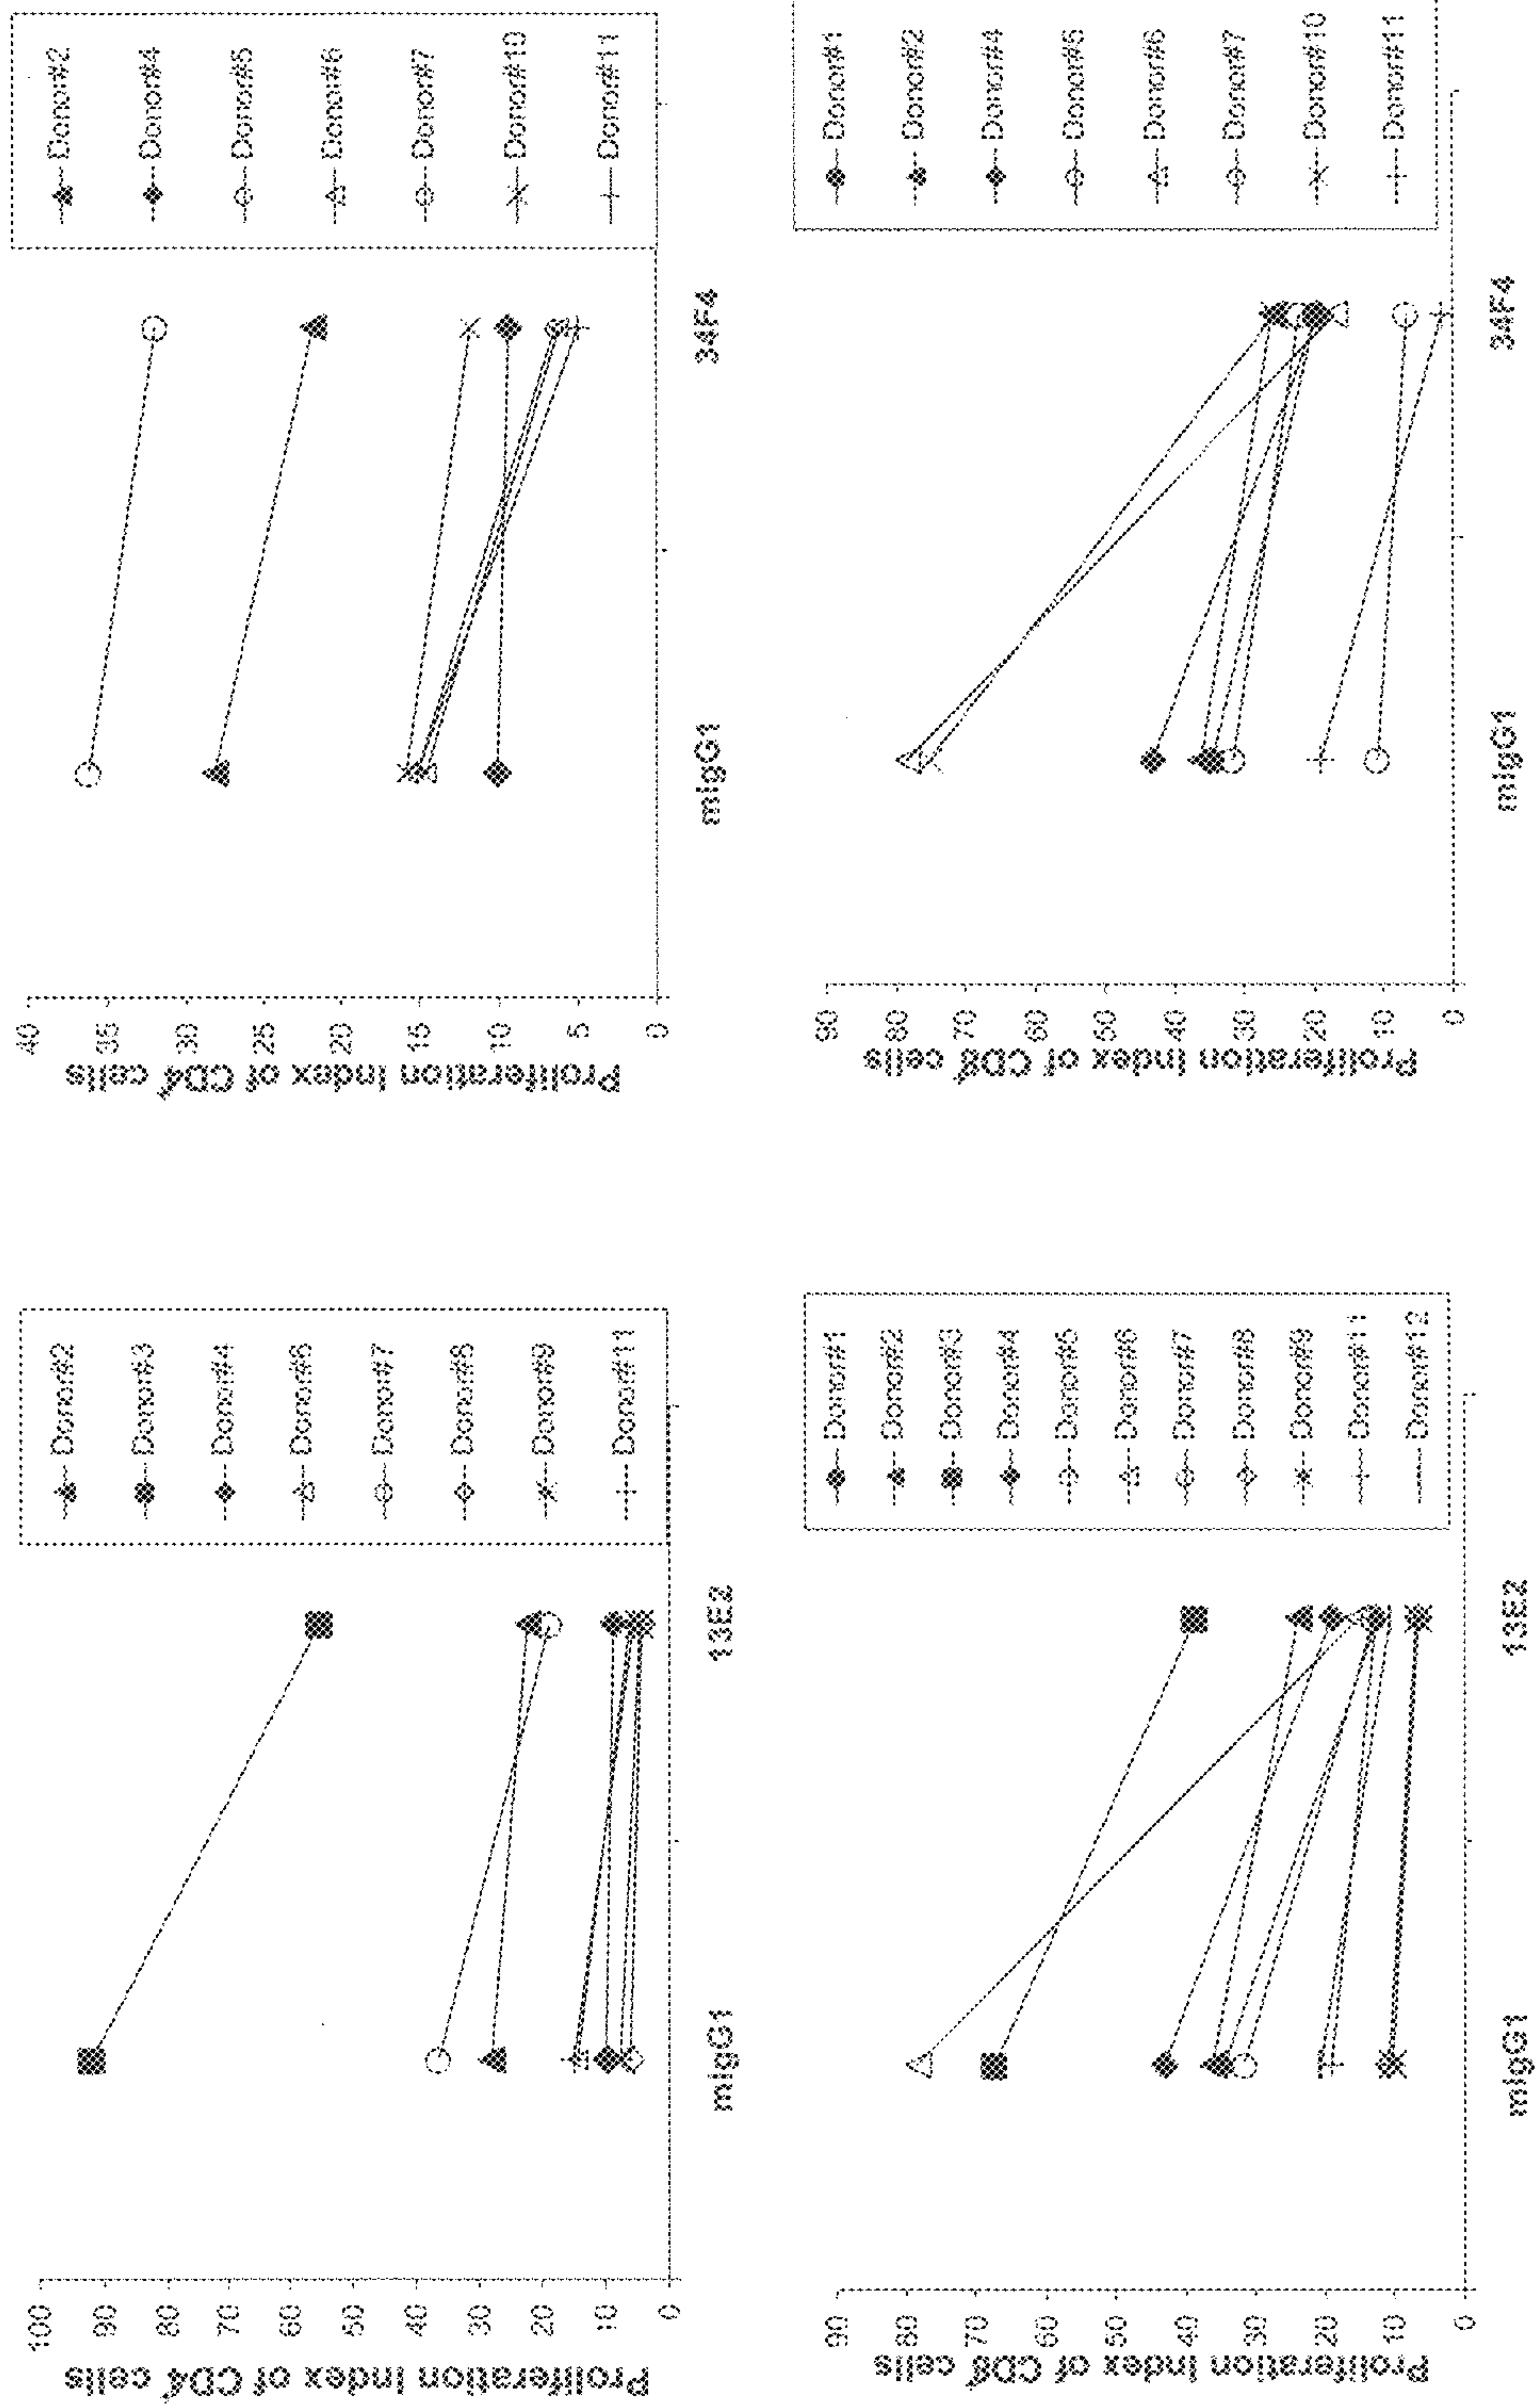 Proliferation Index of CD4+ cells
100
90
80
70
60
50
40
30
20
10
0
mIgG1
13E2
Donor#2
Donor#3
Donor#4
Donor#6
Donor#7
Donor#8
Donor#9
Donor#11
Proliferation Index of CD4+ cells
40
35
30
25
20
15
10
5
0
mIgG1
34F4
Donor#2
Donor#4
Donor#5
Donor#6
Donor#7
Donor#10
Donor#11
Proliferation Index of CD8+ cells
90
80
70
60
50
40
30
20
10
0
mIgG1
13E2
Donor#1
Donor#2
Donor#3
Donor#4
Donor#5
Donor#6
Donor#7
Donor#8
Donor#9
Donor#11
Donor#12
Proliferation Index of CD8+ cells
90
80
70
60
50
40
30
20
10
0
mIgG1
34F4
Donor#1
Donor#2
Donor#4
Donor#5
Donor#6
Donor#7
Donor#10
Donor#11